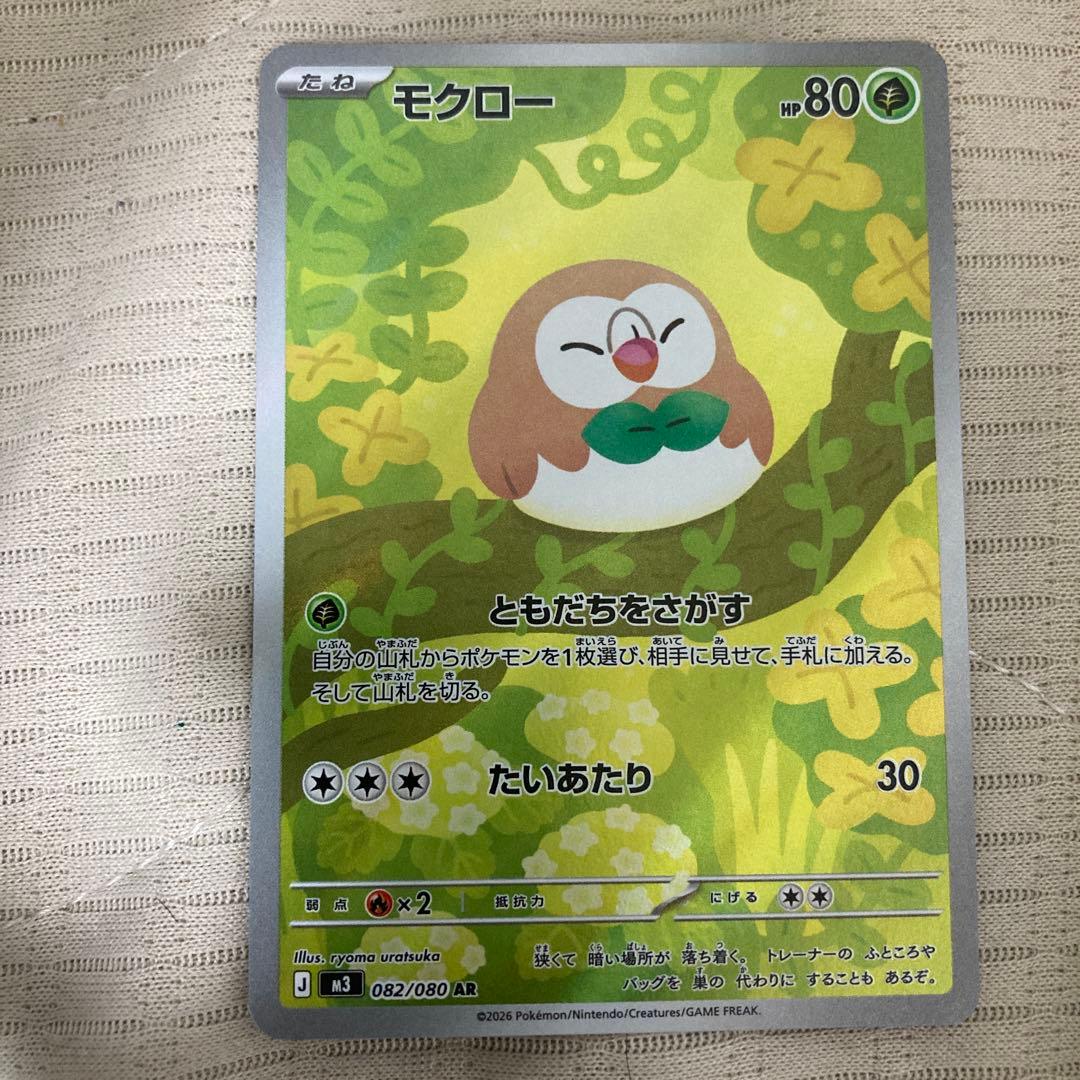 たね モクロー HP80
ともだちをさがす
自分の山札からポケモンを1枚選び、相手に見せて、手札に加える。
そして山札を切る。
たいあたり 30
弱点 ×2 抵抗力 にげる
Illus. ryoma uratsuka
狭くて 暗い場所が 落ち着く。 トレーナーの ふところや
バッグを 巣の 代わりに することも あるぞ。
J M3 082/080 AR
©2026 Pokémon/Nintendo/Creatures/GAME FREAK.